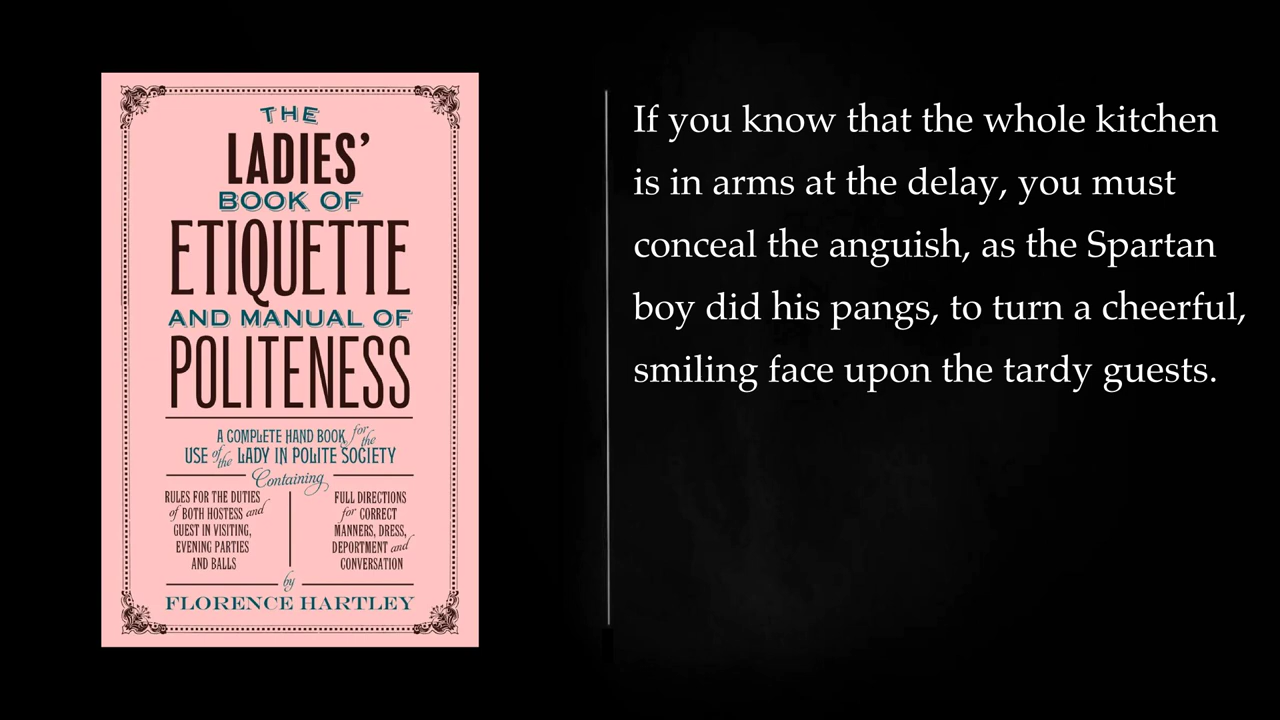 THE
LADIES'
BOOK OF
ETIQUETTE
AND MANUAL OF
POLITENESS
A COMPLETE HAND BOOK for the
USE of the LADY IN POLITE SOCIETY
Containing
RULES FOR THE DUTIES
of BOTH HOSTESS and
GUEST IN VISITING,
EVENING PARTIES
AND BALLS
FULL DIRECTIONS
for CORRECT
MANNERS, DRESS,
DEPORTMENT and
CONVERSATION
by
FLORENCE HARTLEY
If you know that the whole kitchen
is in arms at the delay, you must
conceal the anguish, as the Spartan
boy did his pangs, to turn a cheerful,
smiling face upon the tardy guests.